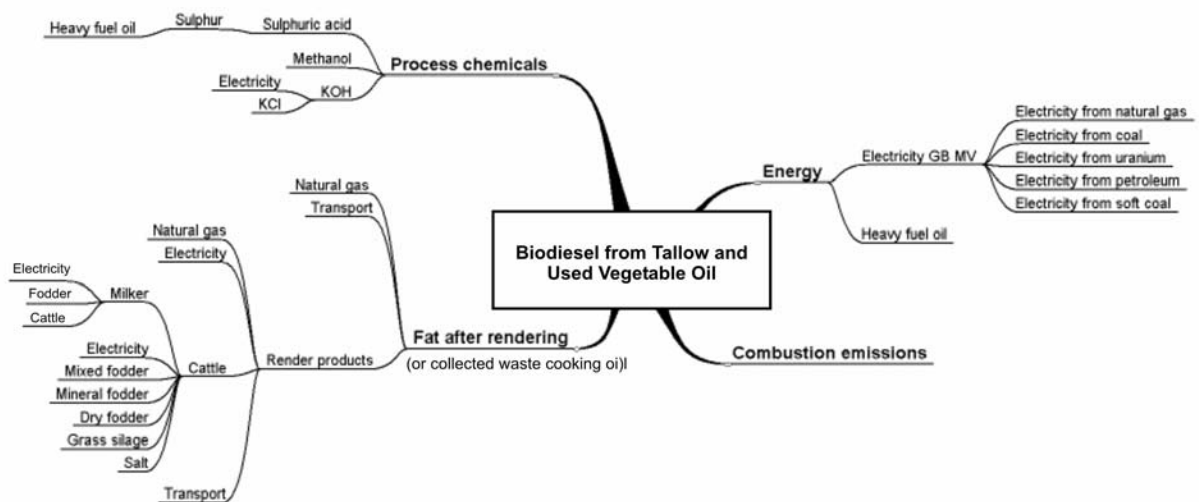 Heavy fuel oil
Sulphur
Sulphuric acid
Methanol
Electricity
KCl
KOH
Process chemicals
Electricity from natural gas
Electricity from coal
Electricity from uranium
Electricity from petroleum
Electricity from soft coal
Electricity GB MV
Energy
Heavy fuel oil
Biodiesel from Tallow and
Used Vegetable Oil
Natural gas
Transport
Natural gas
Electricity
Electricity
Fodder
Cattle
Milker
Electricity
Mixed fodder
Mineral fodder
Dry fodder
Grass silage
Salt
Cattle
Transport
Render products
Fat after rendering
(or collected waste cooking oi)l
Combustion emissions